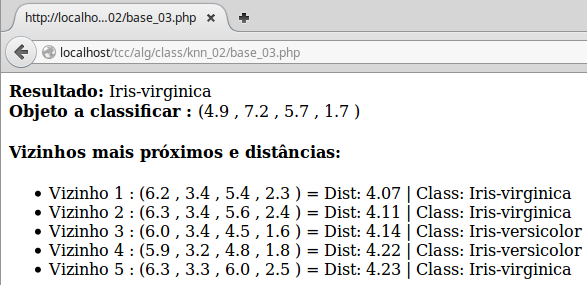 http://localho...02/base_03.php
localhost/tcc/alg/class/knn_02/base_03.php
Resultado: Iris-virginica
Objeto a classificar : (4.9 , 7.2 , 5.7 , 1.7 )
Vizinhos mais próximos e distâncias:
• Vizinho 1 : (6.2 , 3.4 , 5.4 , 2.3 ) = Dist: 4.07 | Class: Iris-virginica
• Vizinho 2 : (6.3 , 3.4 , 5.6 , 2.4 ) = Dist: 4.11 | Class: Iris-virginica
• Vizinho 3 : (6.0 , 3.4 , 4.5 , 1.6 ) = Dist: 4.14 | Class: Iris-versicolor
• Vizinho 4 : (5.9 , 3.2 , 4.8 , 1.8 ) = Dist: 4.22 | Class: Iris-versicolor
• Vizinho 5 : (6.3 , 3.3 , 6.0 , 2.5 ) = Dist: 4.23 | Class: Iris-virginica